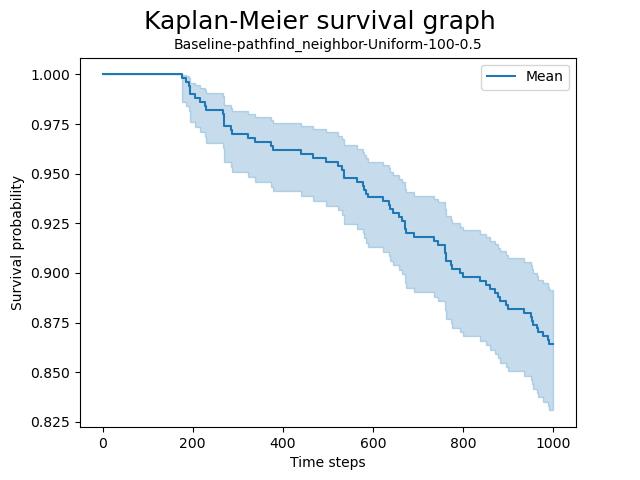 Kaplan-Meier survival graph
Baseline-pathfind_neighbor-Uniform-100-0.5
Mean
1.000
0.975
0.950
0.925
0.900
0.875
0.850
0.825
Survival probability
0
200
400
600
800
1000
Time steps